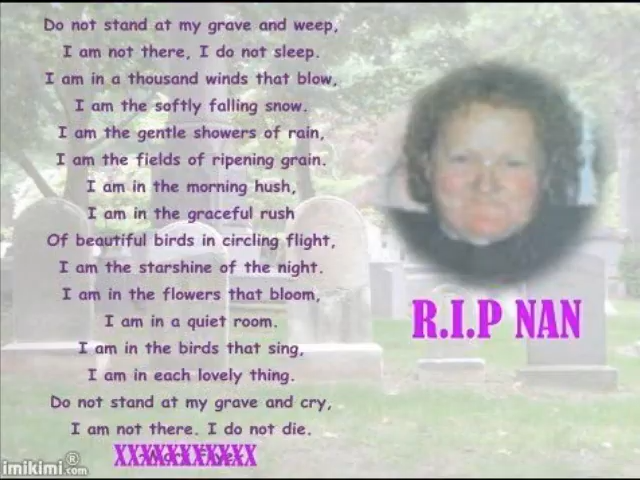 Do not stand at my grave and weep,
I am not there, I do not sleep.
I am in a thousand winds that blow,
I am the softly falling snow.
I am the gentle showers of rain,
I am the fields of ripening grain.
I am in the morning hush,
I am in the graceful rush
Of beautiful birds in circling flight,
I am the starshine of the night.
I am in the flowers that bloom,
I am in a quiet room.
I am in the birds that sing,
I am in each lovely thing.
Do not stand at my grave and cry,
I am not there. I do not die.
XXXXXXXXXXX
R.I.P NAN
imikimi®.com